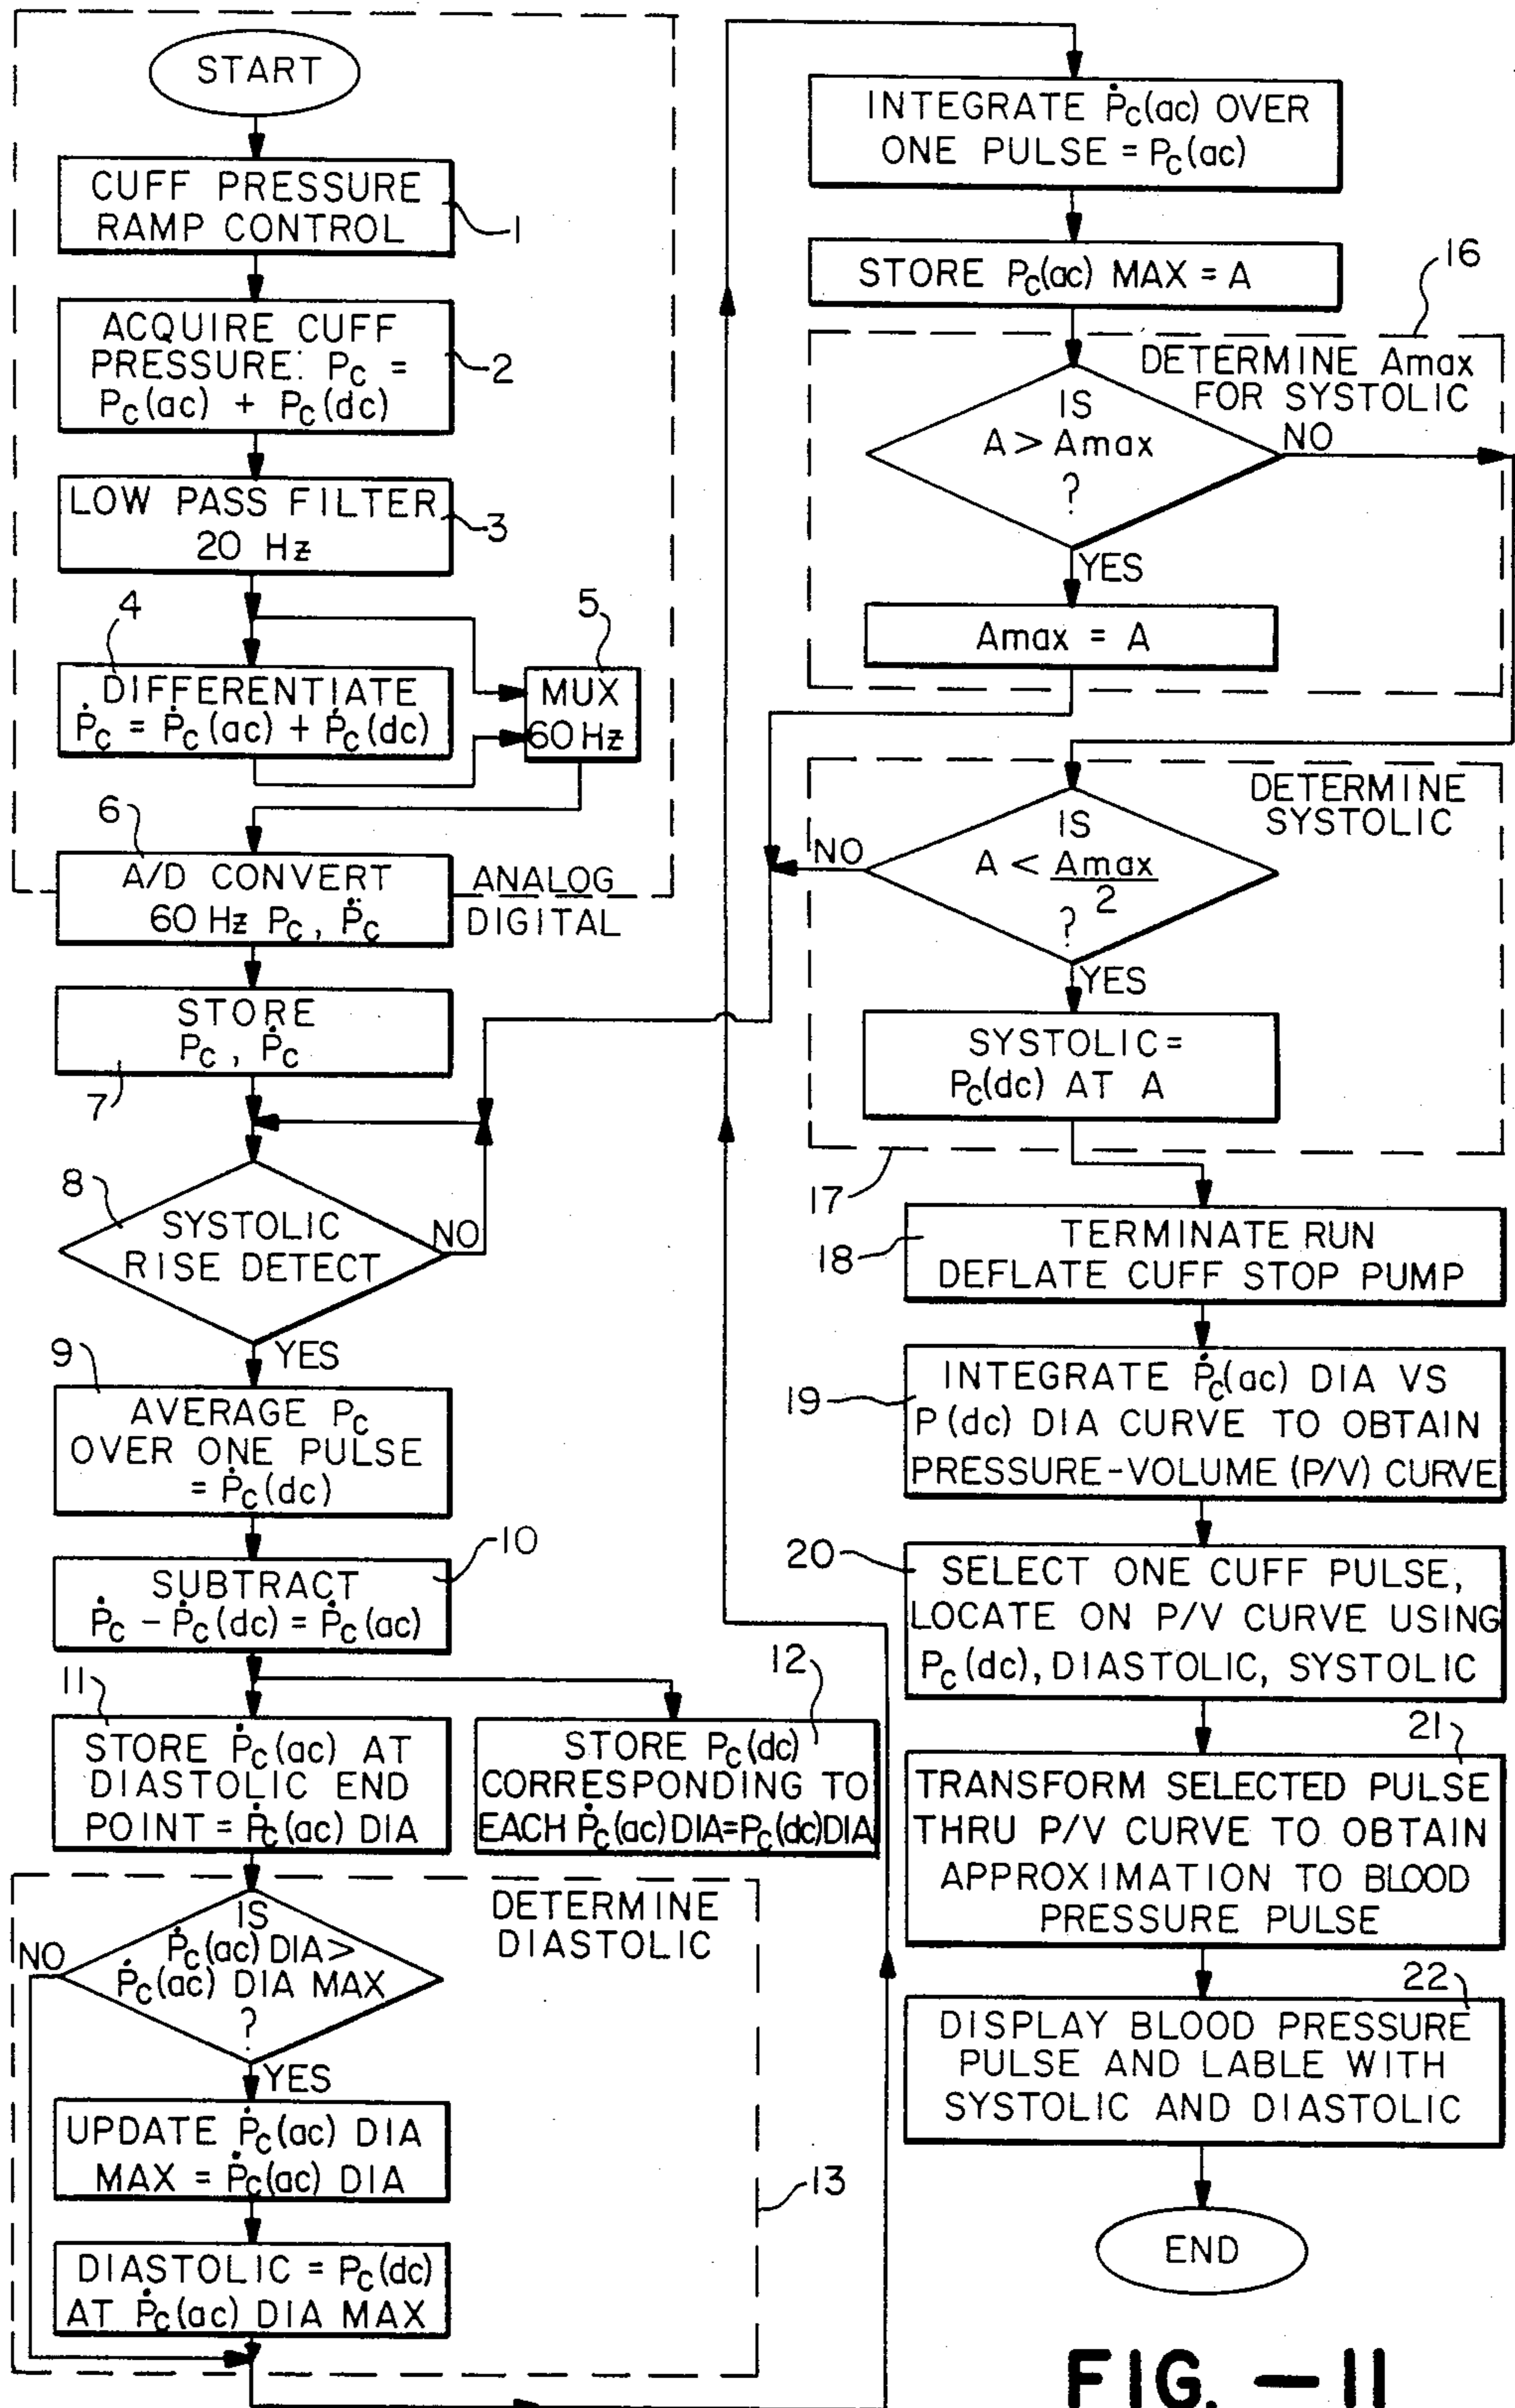 START
CUFF PRESSURE
RAMP CONTROL
1
ACQUIRE CUFF
PRESSURE: Pc =
Pc(ac) + Pc(dc)
2
LOW PASS FILTER
20 Hz
3
4
DIFFERENTIATE
Ṗc = Ṗc(ac) + Ṗc(dc)
5
MUX
60 Hz
6
A/D CONVERT
60 Hz Pc, P̈c
ANALOG
DIGITAL
STORE
Pc, Ṗc
7
8
SYSTOLIC
RISE DETECT
NO
YES
9
AVERAGE Pc
OVER ONE PULSE
= Ṗc(dc)
10
SUBTRACT
Ṗc – Ṗc(dc) = Ṗc(ac)
11
STORE Ṗc(ac) AT
DIASTOLIC END
POINT = Ṗc(ac) DIA
12
STORE Pc(dc)
CORRESPONDING TO
EACH Ṗc(ac) DIA=Pc(dc)DIA
DETERMINE
DIASTOLIC
IS
Ṗc(ac) DIA>
Ṗc(ac) DIA MAX
?
NO
YES
UPDATE Ṗc(ac) DIA
MAX = Ṗc(ac) DIA
13
DIASTOLIC = Pc(dc)
AT Ṗc(ac) DIA MAX
INTEGRATE Ṗc(ac) OVER
ONE PULSE = Pc(ac)
STORE Pc(ac) MAX = A
16
DETERMINE Amax
FOR SYSTOLIC
IS
A > Amax
?
NO
YES
Amax = A
DETERMINE
SYSTOLIC
IS
A < Amax
2
?
NO
YES
SYSTOLIC =
Pc(dc) AT A
17
18
TERMINATE RUN
DEFLATE CUFF STOP PUMP
19
INTEGRATE Ṗc(ac) DIA VS
P(dc) DIA CURVE TO OBTAIN
PRESSURE-VOLUME (P/V) CURVE
20
SELECT ONE CUFF PULSE,
LOCATE ON P/V CURVE USING
Pc(dc), DIASTOLIC, SYSTOLIC
21
TRANSFORM SELECTED PULSE
THRU P/V CURVE TO OBTAIN
APPROXIMATION TO BLOOD
PRESSURE PULSE
22
DISPLAY BLOOD PRESSURE
PULSE AND LABLE WITH
SYSTOLIC AND DIASTOLIC
END
FIG. — 11